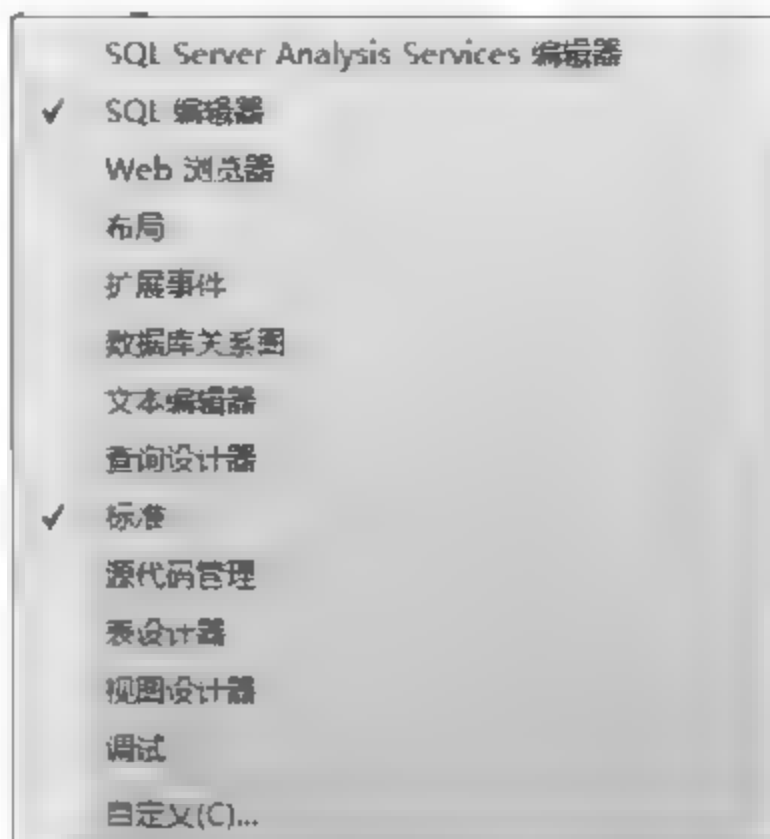 SQL Server Analysis Services 编辑器
SQL 编辑器
Web 浏览器
布局
扩展事件
数据库关系图
文本编辑器
查询设计器
标准
源代码管理
表设计器
视图设计器
调试
自定义(C)...